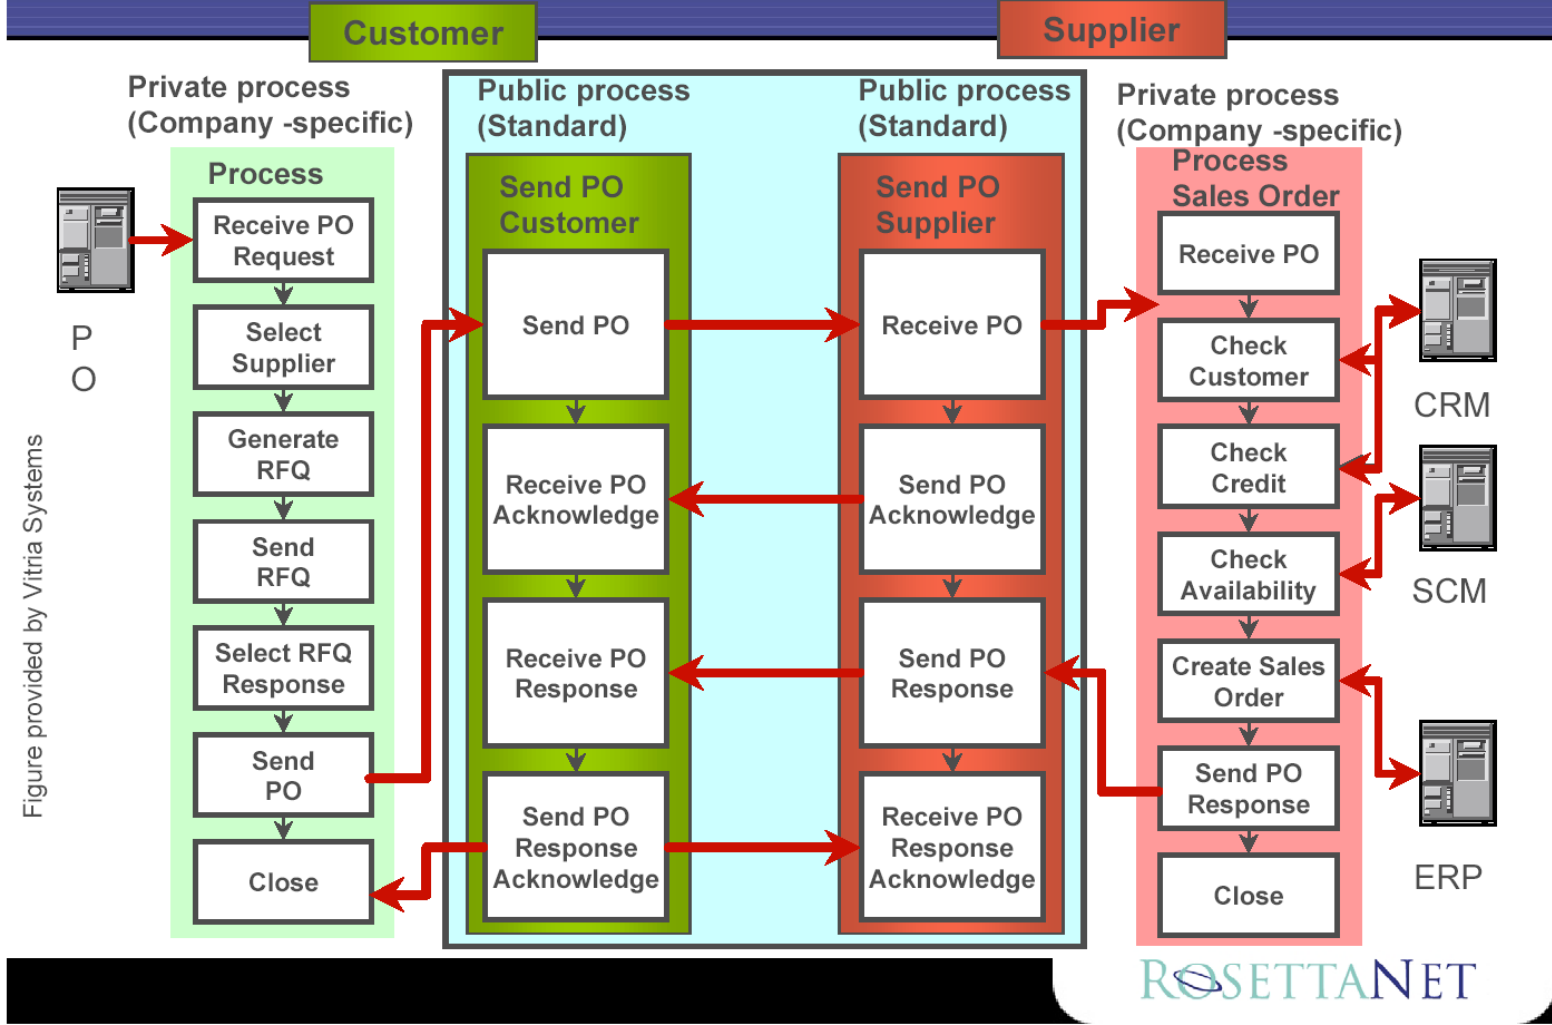 Customer
Supplier
Private process
(Company -specific)
Public process
(Standard)
Public process
(Standard)
Private process
(Company -specific)
Process
Receive PO
Request
Select
Supplier
Generate
RFQ
Send
RFQ
Select RFQ
Response
Send
PO
Close
P
O
Figure provided by Vitria Systems
Send PO
Customer
Send PO
Receive PO
Acknowledge
Receive PO
Response
Send PO
Response
Acknowledge
Send PO
Supplier
Receive PO
Send PO
Acknowledge
Send PO
Response
Receive PO
Response
Acknowledge
Process
Sales Order
Receive PO
Check
Customer
Check
Credit
Check
Availability
Create Sales
Order
Send PO
Response
Close
CRM
SCM
ERP
ROSETTANET